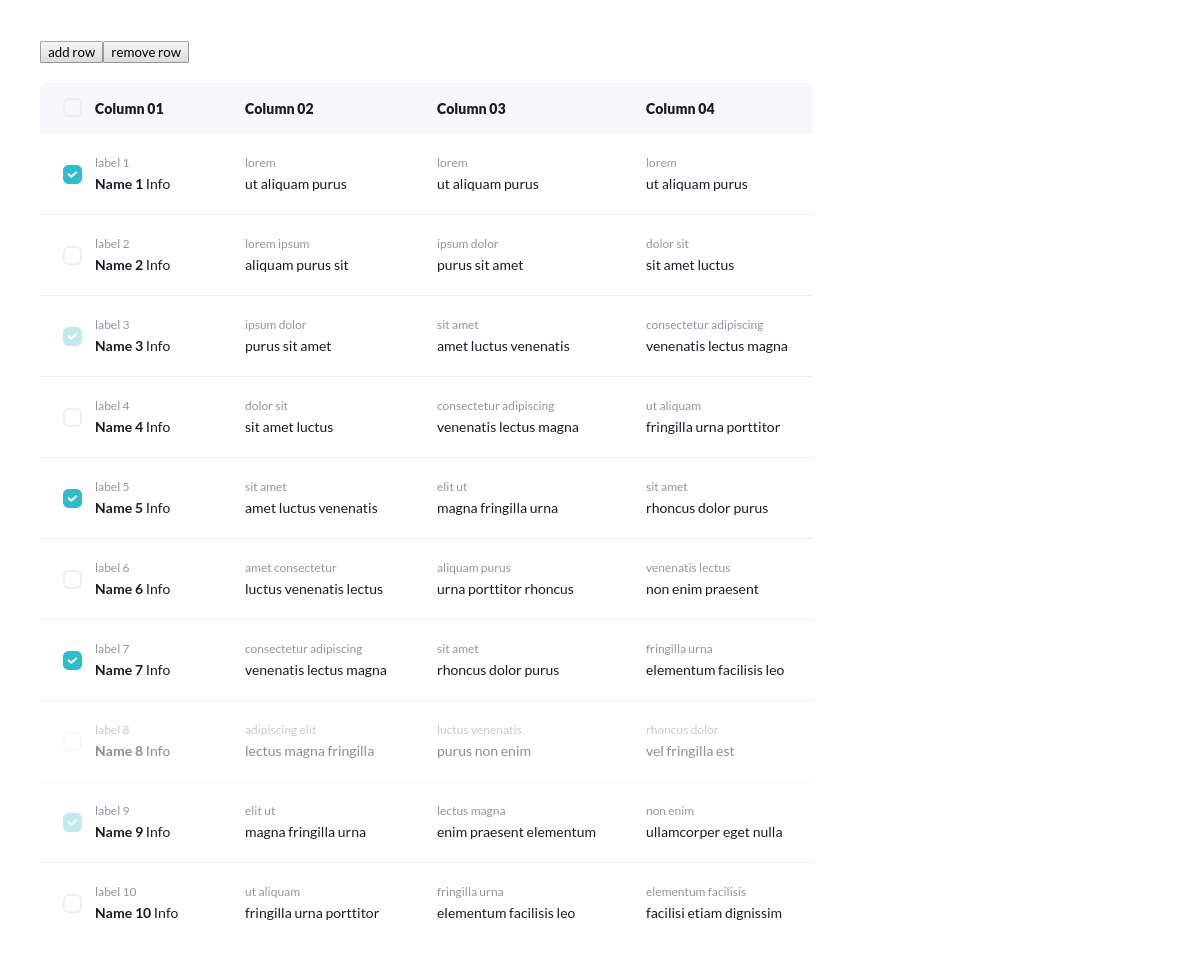 add row remove row
Column 01 Column 02 Column 03 Column 04
label 1 lorem lorem lorem
Name 1 Info ut aliquam purus ut aliquam purus ut aliquam purus
label 2 lorem ipsum ipsum dolor dolor sit
Name 2 Info aliquam purus sit purus sit amet sit amet luctus
label 3 ipsum dolor sit amet consectetur adipiscing
Name 3 Info purus sit amet amet luctus venenatis venenatis lectus magna
label 4 dolor sit consectetur adipiscing ut aliquam
Name 4 Info sit amet luctus venenatis lectus magna fringilla urna porttitor
label 5 sit amet elit ut sit amet
Name 5 Info amet luctus venenatis magna fringilla urna rhoncus dolor purus
label 6 amet consectetur aliquam purus venenatis lectus
Name 6 Info luctus venenatis lectus urna porttitor rhoncus non enim praesent
label 7 consectetur adipiscing sit amet fringilla urna
Name 7 Info venenatis lectus magna rhoncus dolor purus elementum facilisis leo
label 8 adipiscing elit luctus venenatis rhoncus dolor
Name 8 Info lectus magna fringilla purus non enim vel fringilla est
label 9 elit ut lectus magna non enim
Name 9 Info magna fringilla urna enim praesent elementum ullamcorper eget nulla
label 10 ut aliquam fringilla urna elementum facilisis
Name 10 Info fringilla urna porttitor elementum facilisis leo facilisi etiam dignissim